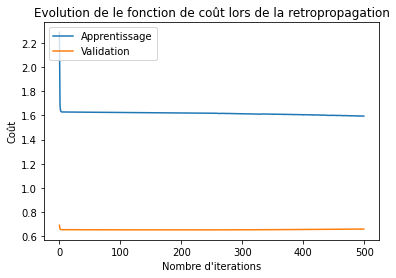 Evolution de le fonction de coût lors de la retropropagation
Apprentissage
Validation
Coût
2.2
2.0
1.8
1.6
1.4
1.2
1.0
0.8
0.6
0 100 200 300 400 500
Nombre d'iterations